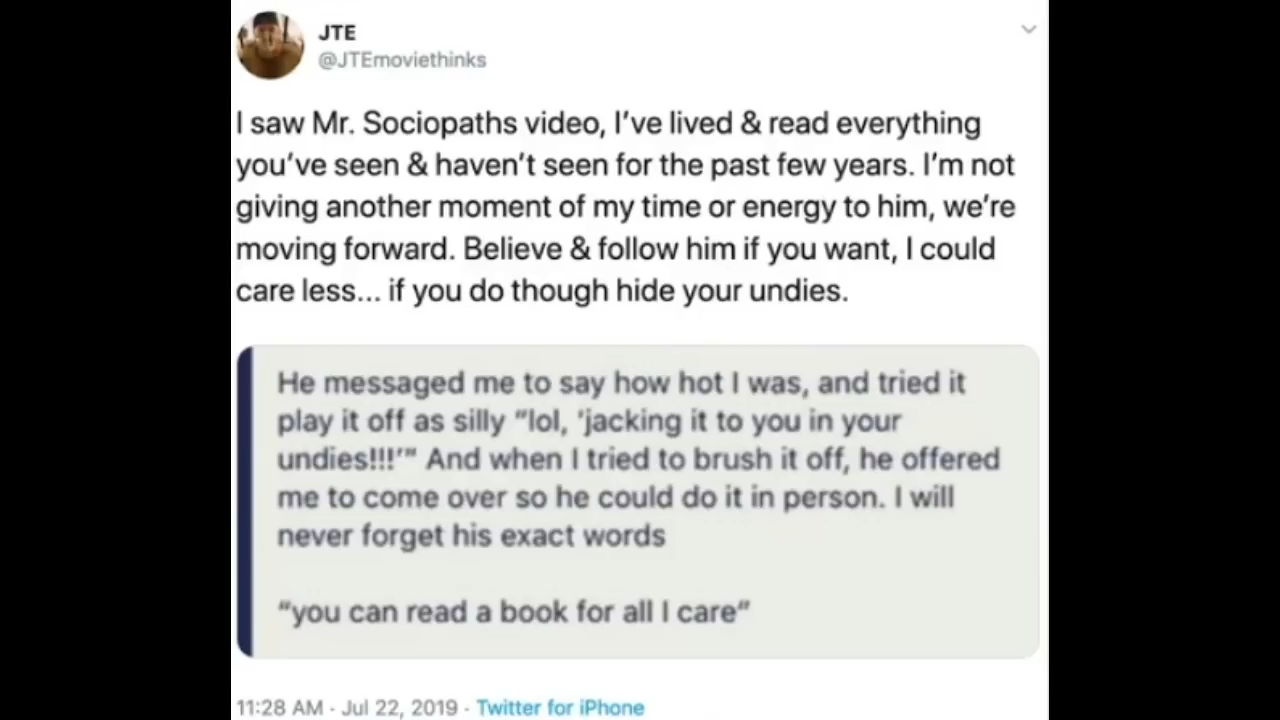 JTE
@JTEmoviethinks
I saw Mr. Sociopaths video, I've lived & read everything
you've seen & haven't seen for the past few years. I'm not
giving another moment of my time or energy to him, we're
moving forward. Believe & follow him if you want, I could
care less... if you do though hide your undies.
He messaged me to say how hot I was, and tried it
play it off as silly "lol, 'jacking it to you in your
undies!!!'" And when I tried to brush it off, he offered
me to come over so he could do it in person. I will
never forget his exact words
"you can read a book for all I care"
11:28 AM · Jul 22, 2019 · Twitter for iPhone